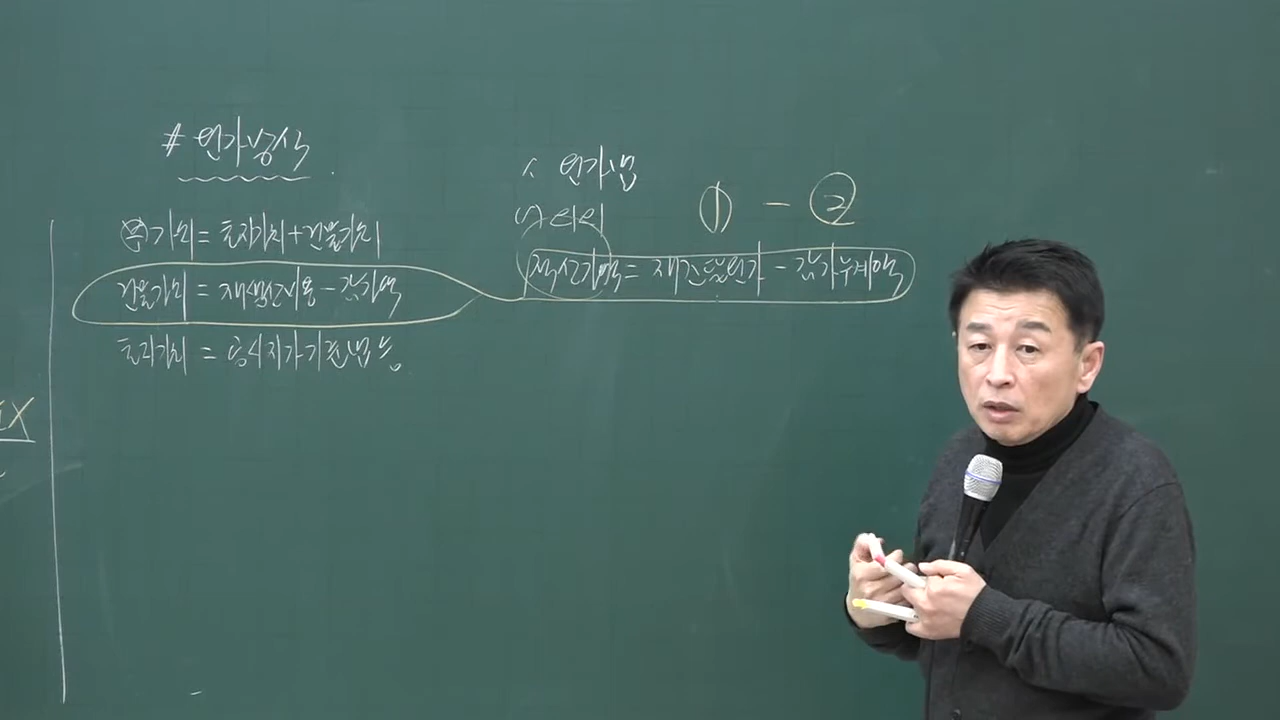 # 원가방식
㉻가치 = 토지가치 + 건물가치
건물가치 = 재생산비용 - 감가액
토지가치 = 공시지가기준법 등
< 원가법
(1) 의의
① - ②
적산가액 = 재조달원가 - 감가누계액